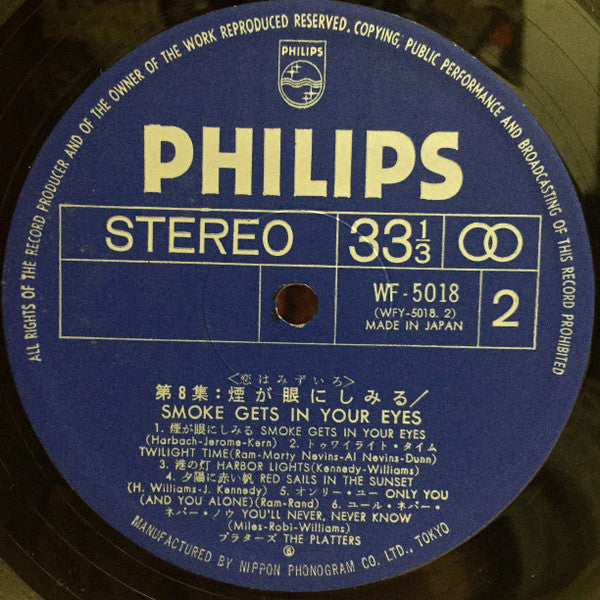 ALL RIGHTS OF THE RECORD PRODUCER AND OF THE OWNER OF THE WORK REPRODUCED RESERVED. COPYING, PUBLIC PERFORMANCE AND BROADCASTING OF THIS RECORD PROHIBITED
PHILIPS
PHILIPS
STEREO 33⅓
WF-5018
(WFY-5018. 2)
MADE IN JAPAN
2
<恋はみずいろ>
第8集:煙が眼にしみる/
SMOKE GETS IN YOUR EYES
1. 煙が眼にしみる SMOKE GETS IN YOUR EYES
(Harbach-Jerome-Kern) 2. トゥワイライト・タイム
TWILIGHT TIME(Ram-Marty Nevins-Al Nevins-Dunn)
3. 港の灯 HARBOR LIGHTS(Kennedy-Williams)
4. 夕陽に赤い帆 RED SAILS IN THE SUNSET
(H. Williams-J. Kennedy) 5. オンリー・ユー ONLY YOU
(AND YOU ALONE)(Ram-Rand) 6. ユール・ネバー・
ネバー・ノウ YOU'LL NEVER, NEVER KNOW
(Miles-Robi-Williams)
プラターズ THE PLATTERS
Ⓟ
MANUFACTURED BY NIPPON PHONOGRAM CO. LTD., TOKYO